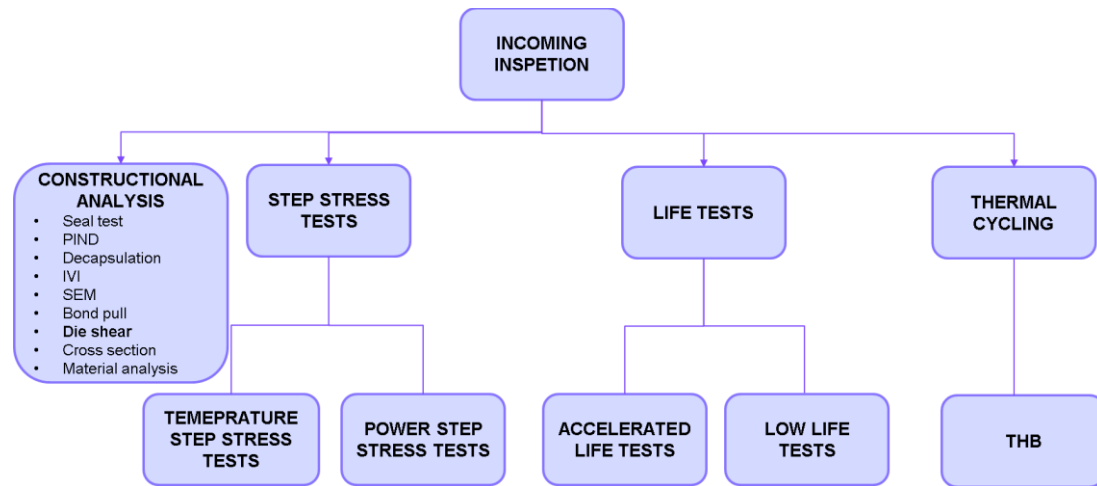 INCOMING
INSPETION
CONSTRUCTIONAL
ANALYSIS
• Seal test
• PIND
• Decapsulation
• IVI
• SEM
• Bond pull
• Die shear
• Cross section
• Material analysis
STEP STRESS
TESTS
LIFE TESTS
THERMAL
CYCLING
TEMEPRATURE
STEP STRESS
TESTS
POWER STEP
STRESS TESTS
ACCELERATED
LIFE TESTS
LOW LIFE
TESTS
THB